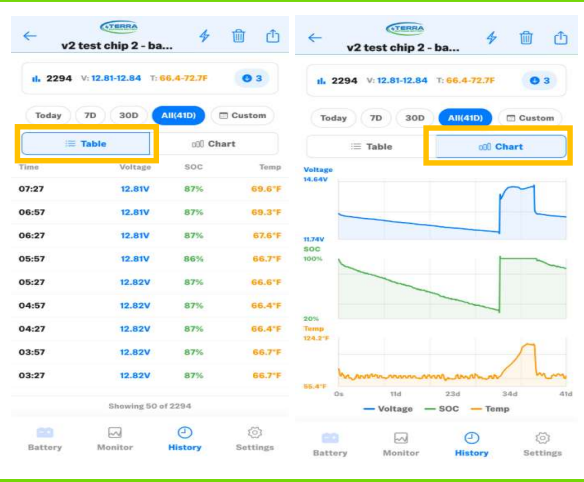 TERRA
v2 test chip 2 - ba...
2294 V: 12.81-12.84 T: 66.4-72.7F 3
Today 7D 30D All(41D) Custom
Table Chart
Time Voltage SOC Temp
07:27 12.81V 87% 69.6°F
06:57 12.81V 87% 69.3°F
06:27 12.81V 87% 67.6°F
05:57 12.81V 86% 66.7°F
05:27 12.82V 87% 66.6°F
04:57 12.82V 87% 66.4°F
04:27 12.82V 87% 66.4°F
03:57 12.82V 87% 66.7°F
03:27 12.82V 87% 66.7°F
Showing 50 of 2294
Battery Monitor History Settings
TERRA
v2 test chip 2 - ba...
2294 V: 12.81-12.84 T: 66.4-72.7F 3
Today 7D 30D All(41D) Custom
Table Chart
Voltage
14.64V
11.74V
SOC
100%
20%
Temp
124.2°F
55.4°F
0s 11d 23d 34d 41d
Voltage SOC Temp
Battery Monitor History Settings